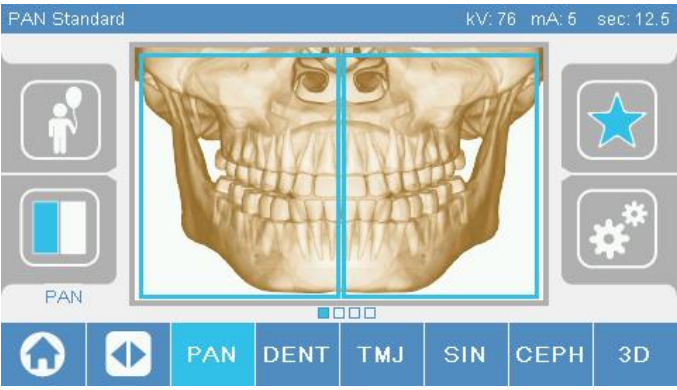 PAN Standard kV: 76 mA: 5 sec: 12.5
PAN
PAN DENT TMJ SIN CEPH 3D